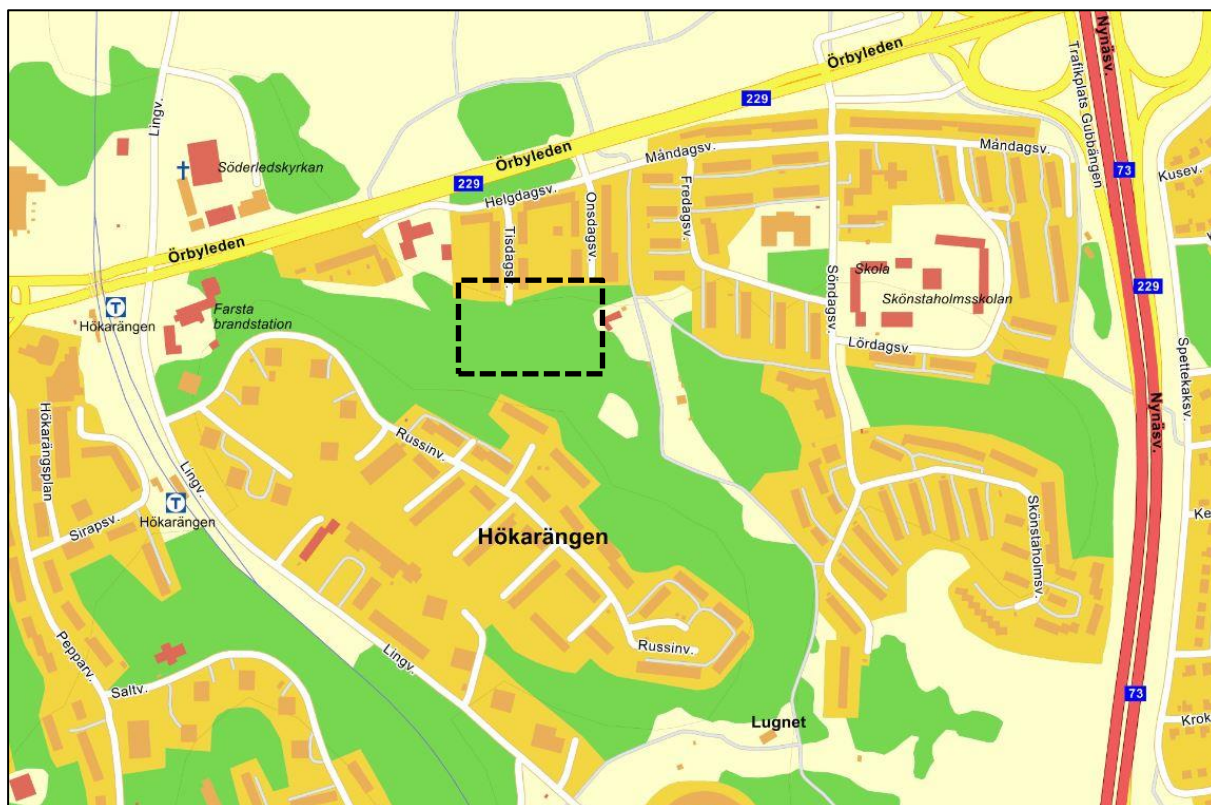 Nynäsv.
Örbyleden
229
Trafikplats Gubbängen
Lingv.
Söderledskyrkan
Örbyleden
229
Måndagsv.
Måndagsv.
73
Kusev.
Helgdagsv.
Onsdagsv.
Fredagsv.
Tisdagsv.
Örbyleden
Söndagsv.
Skola
Skönstaholmsskolan
229
T
Hökarängen
Farsta
brandstation
Lördagsv.
Spettekaksv.
Nynäsv.
Hökarängsplan
Russinv.
Lingv.
T
Hökarängen
Sirapsv.
Hökarängen
Skönstaholmsv.
Ke
Pepparv.
Lingv.
Russinv.
Saltv.
73
Lugnet
Krok